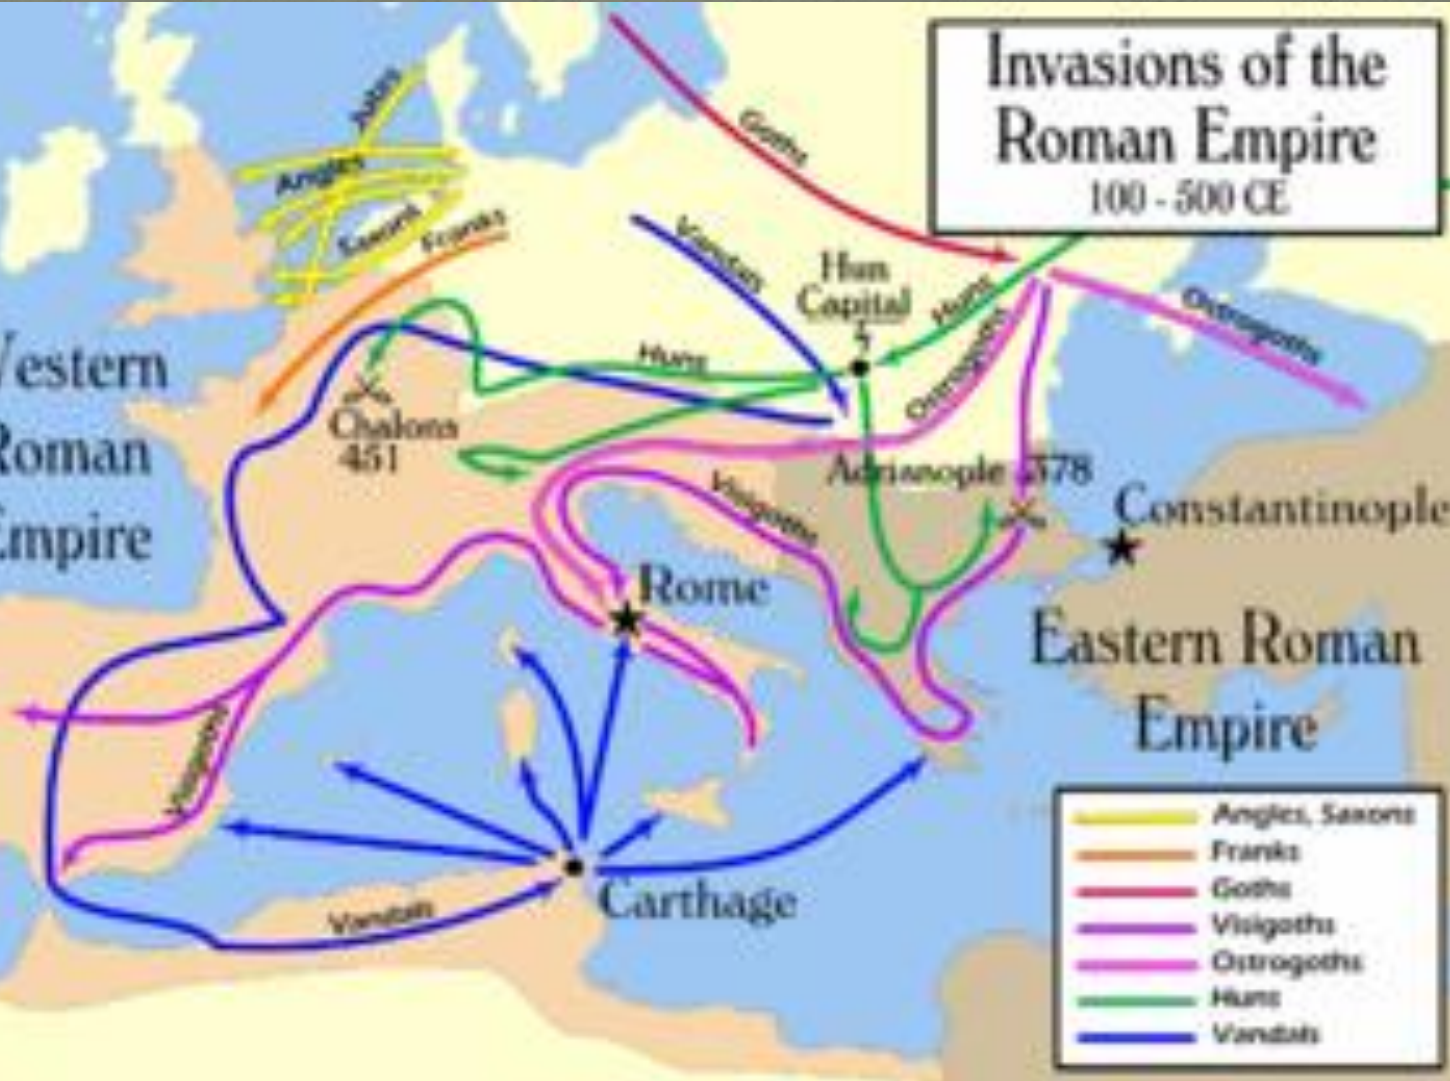 Invasions of the
Roman Empire
100 - 500 CE
Jutes
Angles
Saxons
Franks
Goths
Vandals
Hun
Capital
Huns
Ostrogoths
Ostrogoths
Huns
Western
Roman
Empire
Chalons
451
Adrianople 378
Constantinople
Visigoths
Rome
Eastern Roman
Empire
Visigoths
Carthage
Vandals
Angles, Saxons
Franks
Goths
Visigoths
Ostrogoths
Huns
Vandals